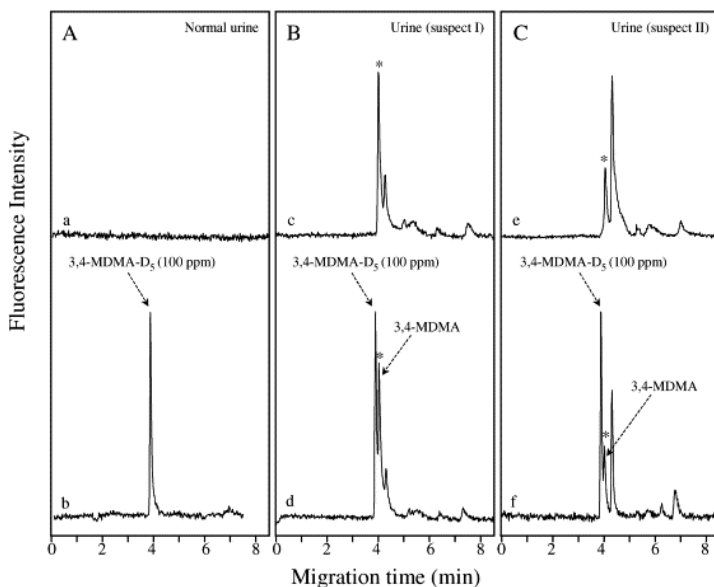 A
Normal urine
B
Urine (suspect I)
C
Urine (suspect II)
*
*
a
c
e
3,4-MDMA-D₅ (100 ppm)
3,4-MDMA-D₅ (100 ppm)
3,4-MDMA-D₅ (100 ppm)
* 3,4-MDMA
* 3,4-MDMA
b
d
f
0 2 4 6 8 0 2 4 6 8 0 2 4 6 8
Fluorescence Intensity
Migration time (min)